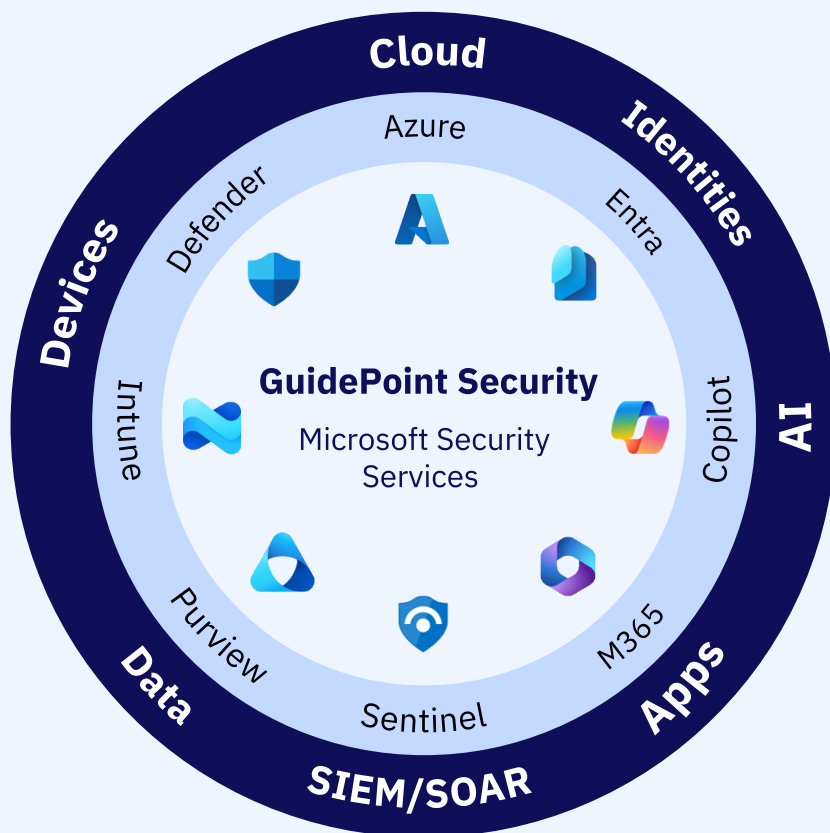 Cloud
Identities
AI
Apps
SIEM/SOAR
Data
Devices
Azure
Entra
Copilot
M365
Sentinel
Purview
Intune
Defender
GuidePoint Security
Microsoft Security
Services